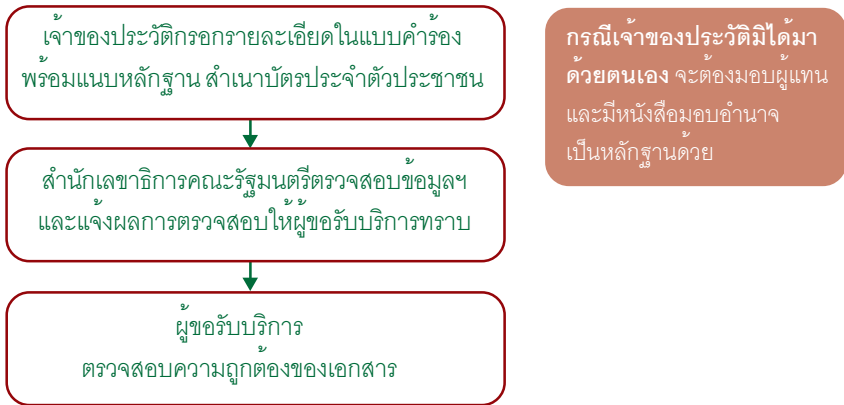 เจ้าของประวัติกรอกรายละเอียดในแบบคำร้อง
พร้อมแนบหลักฐาน สำเนาบัตรประจำตัวประชาชน
สำนักเลขาธิการคณะรัฐมนตรีตรวจสอบข้อมูลฯ
และแจ้งผลการตรวจสอบให้ผู้ขอรับบริการทราบ
ผู้ขอรับบริการ
ตรวจสอบความถูกต้องของเอกสาร
กรณีเจ้าของประวัติมิได้มา
ด้วยตนเอง จะต้องมอบผู้แทน
และมีหนังสือมอบอำนาจ
เป็นหลักฐานด้วย